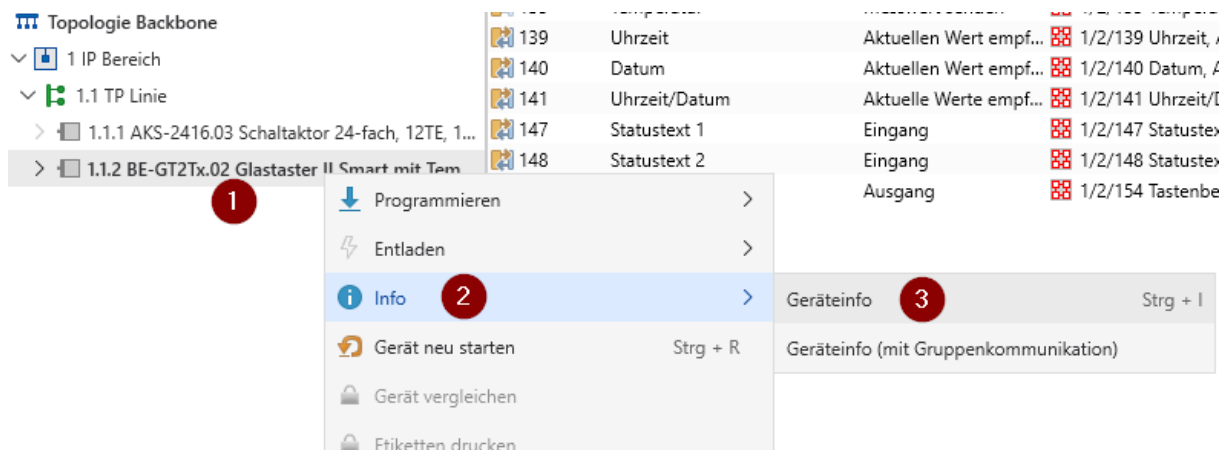 Topologie Backbone
1 IP Bereich
1.1 TP Linie
1.1.1 AKS-2416.03 Schaltaktor 24-fach, 12TE, 1...
1.1.2 BE-GT2Tx.02 Glastaster II Smart mit Tem
139 Uhrzeit Aktuellen Wert empf... 1/2/139 Uhrzeit,
140 Datum Aktuellen Wert empf... 1/2/140 Datum,
141 Uhrzeit/Datum Aktuelle Werte empf... 1/2/141 Uhrzeit/
147 Statustext 1 Eingang 1/2/147 Statustex
148 Statustext 2 Eingang 1/2/148 Statustex
Ausgang 1/2/154 Tastenbe
1
Programmieren
Entladen
Info 2
Gerät neu starten Strg + R
Gerät vergleichen
Etiketten drucken
Geräteinfo 3 Strg + I
Geräteinfo (mit Gruppenkommunikation)